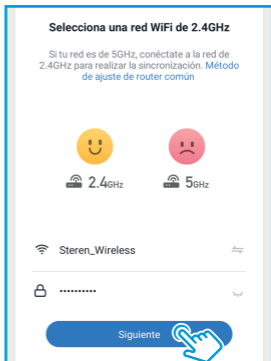 Selecciona una red WiFi de 2.4GHz
Si tu red es de 5GHz, conéctate a la red de
2.4GHz para realizar la sincronización. Método
de ajuste de router común
2.4GHz
5GHz
Steren_Wireless
••••••••••
Siguiente